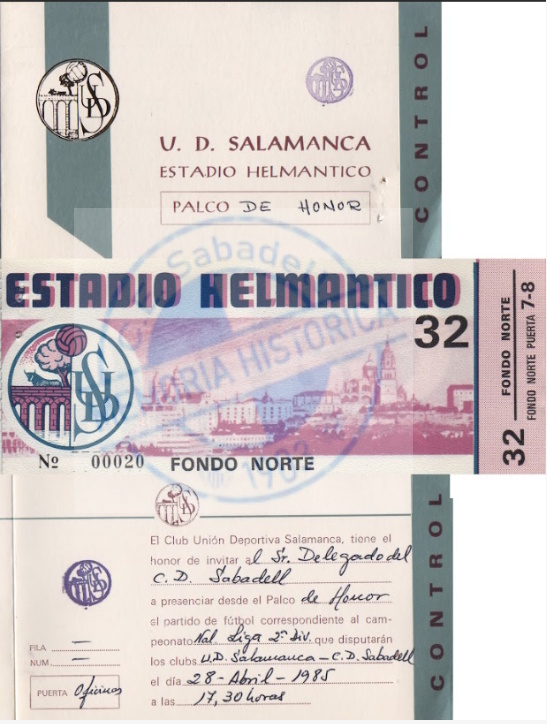 CONTROL
U. D. SALAMANCA
ESTADIO HELMANTICO
PALCO DE HONOR
ESTADIO HELMANTICO
32
Nº 00020 FONDO NORTE
32 FONDO NORTE
FONDO NORTE PUERTA 7-8
Sabadell
HISTORICA
El Club Unión Deportiva Salamanca, tiene el
honor de invitar al Sr. Delegado del
C. D. Sabadell
a presenciar desde el Palco de Honor
el partido de fútbol correspondiente al cam-
peonato Nal. Liga 2ª Div. que disputarán
los clubs U.D. Salamanca - C.D. Sabadell
el día 28 - Abril - 1985
a las 17,30 horas
FILA —
NUM. —
PUERTA Oficinas
CONTROL